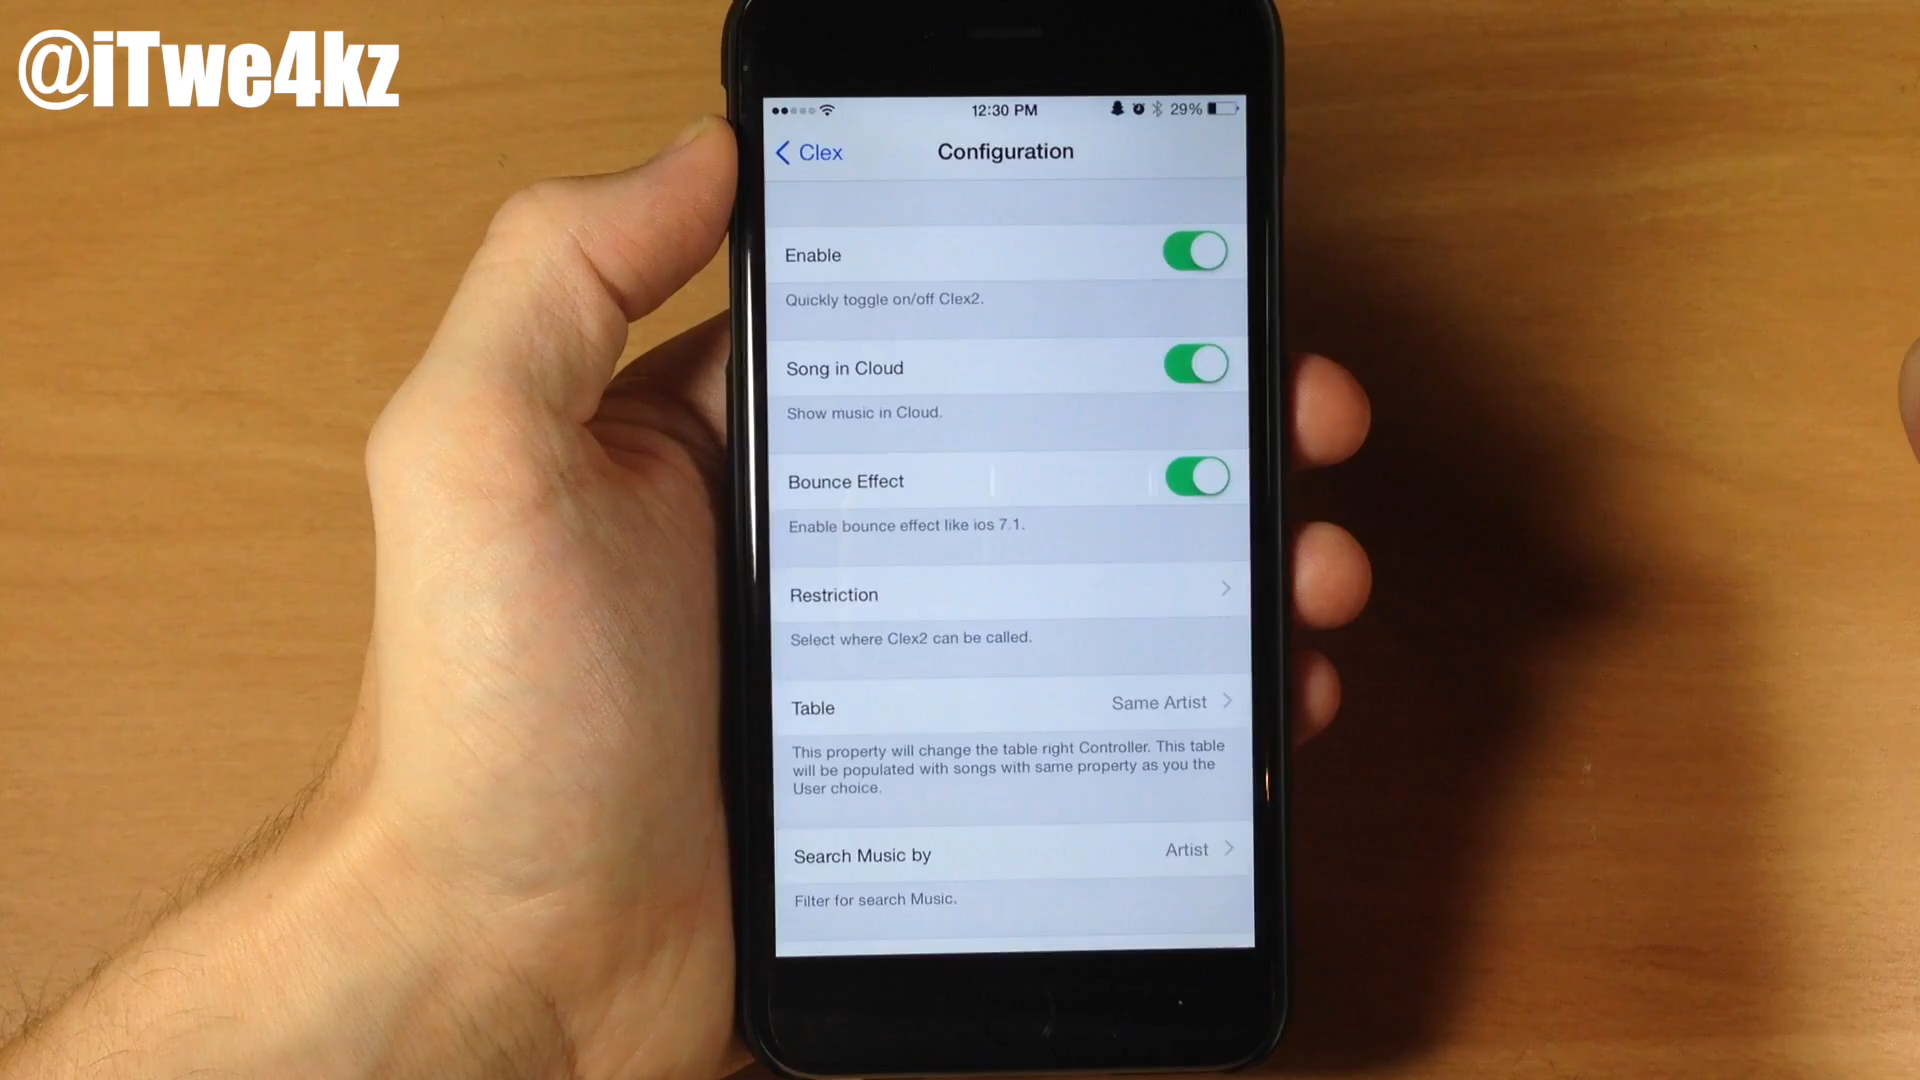 @iTwe4kz
12:30 PM
29%
Clex
Configuration
Enable
Quickly toggle on/off Clex2.
Song in Cloud
Show music in Cloud.
Bounce Effect
Enable bounce effect like ios 7.1.
Restriction
Select where Clex2 can be called.
Table
Same Artist
This property will change the table right Controller. This table
will be populated with songs with same property as you the
User choice.
Search Music by
Artist
Filter for search Music.